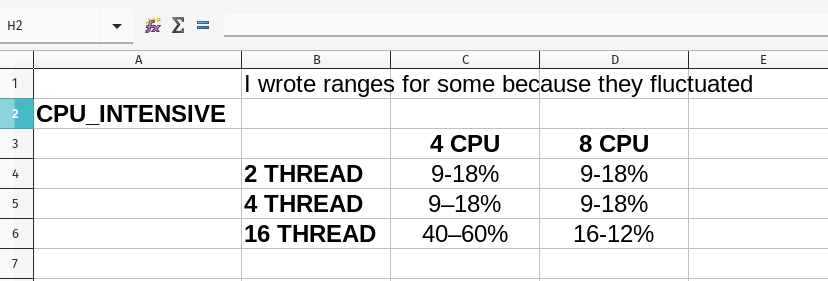 H2
A B C D E
1 I wrote ranges for some because they fluctuated
2 CPU_INTENSIVE
3 4 CPU 8 CPU
4 2 THREAD 9-18% 9-18%
5 4 THREAD 9–18% 9-18%
6 16 THREAD 40–60% 16-12%
7